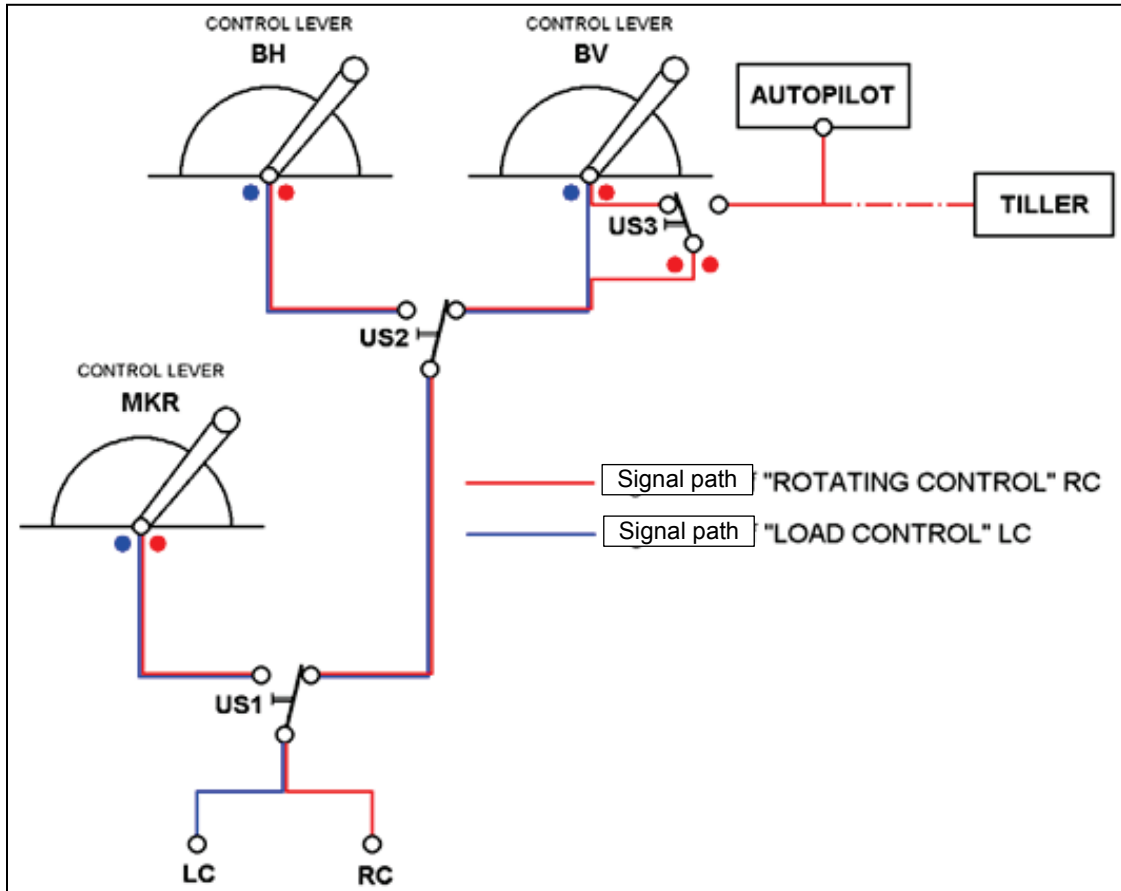 CONTROL LEVER
BH
CONTROL LEVER
BV
AUTOPILOT
TILLER
US3
US2
CONTROL LEVER
MKR
Signal path "ROTATING CONTROL" RC
Signal path "LOAD CONTROL" LC
US1
LC
RC